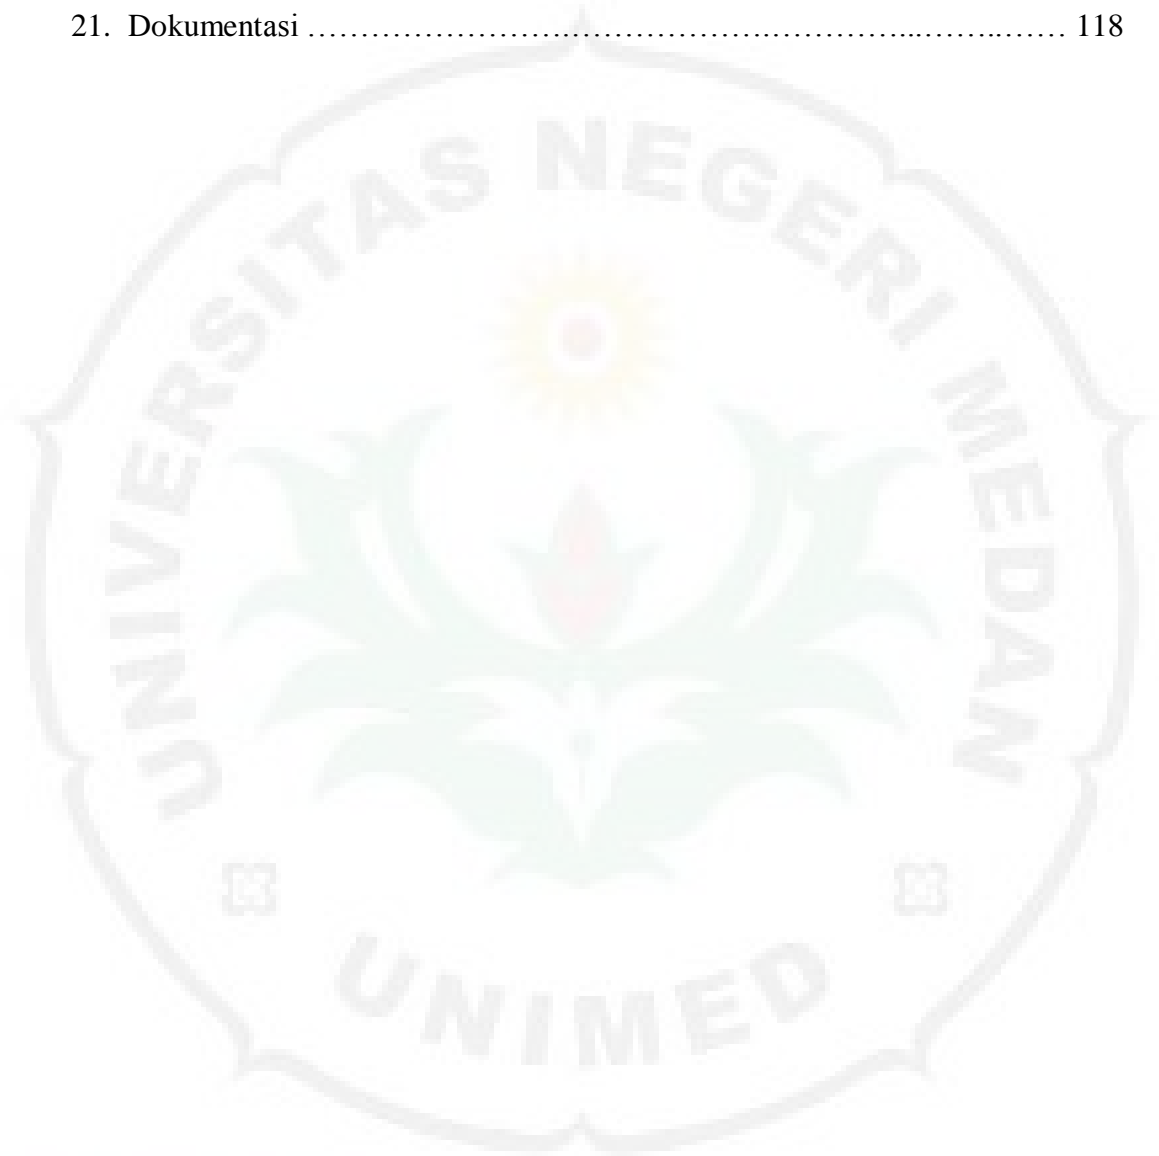 21. Dokumentasi ………………………………………………………………… 118
UNIVERSITAS NEGERI MEDAN
UNIMED